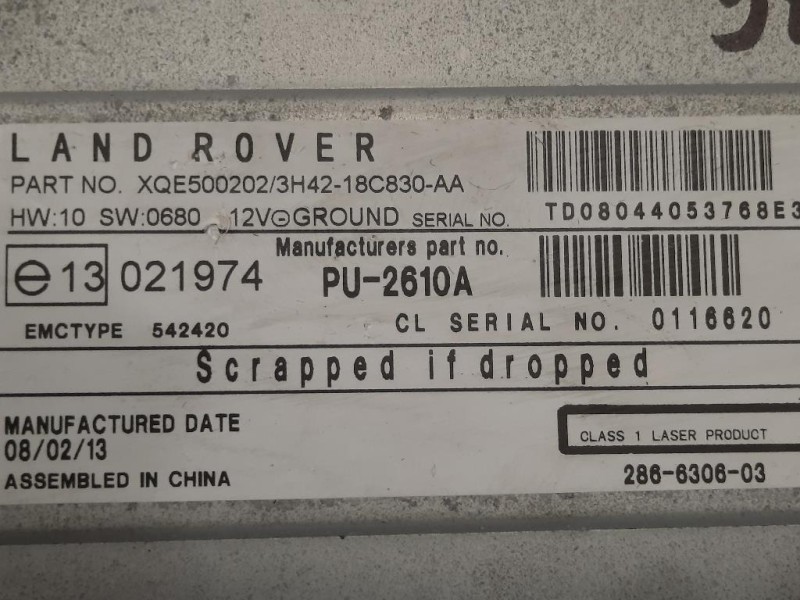 LAND ROVER
PART NO. XQE500202/3H42-18C830-AA
HW:10 SW:0680 12V⊖GROUND SERIAL NO. TD08044053768E3
Manufacturers part no.
e13 021974 PU-2610A
EMCTYPE 542420 CL SERIAL NO. 0116620
Scrapped if dropped
MANUFACTURED DATE
08/02/13
CLASS 1 LASER PRODUCT
ASSEMBLED IN CHINA
286-6306-03